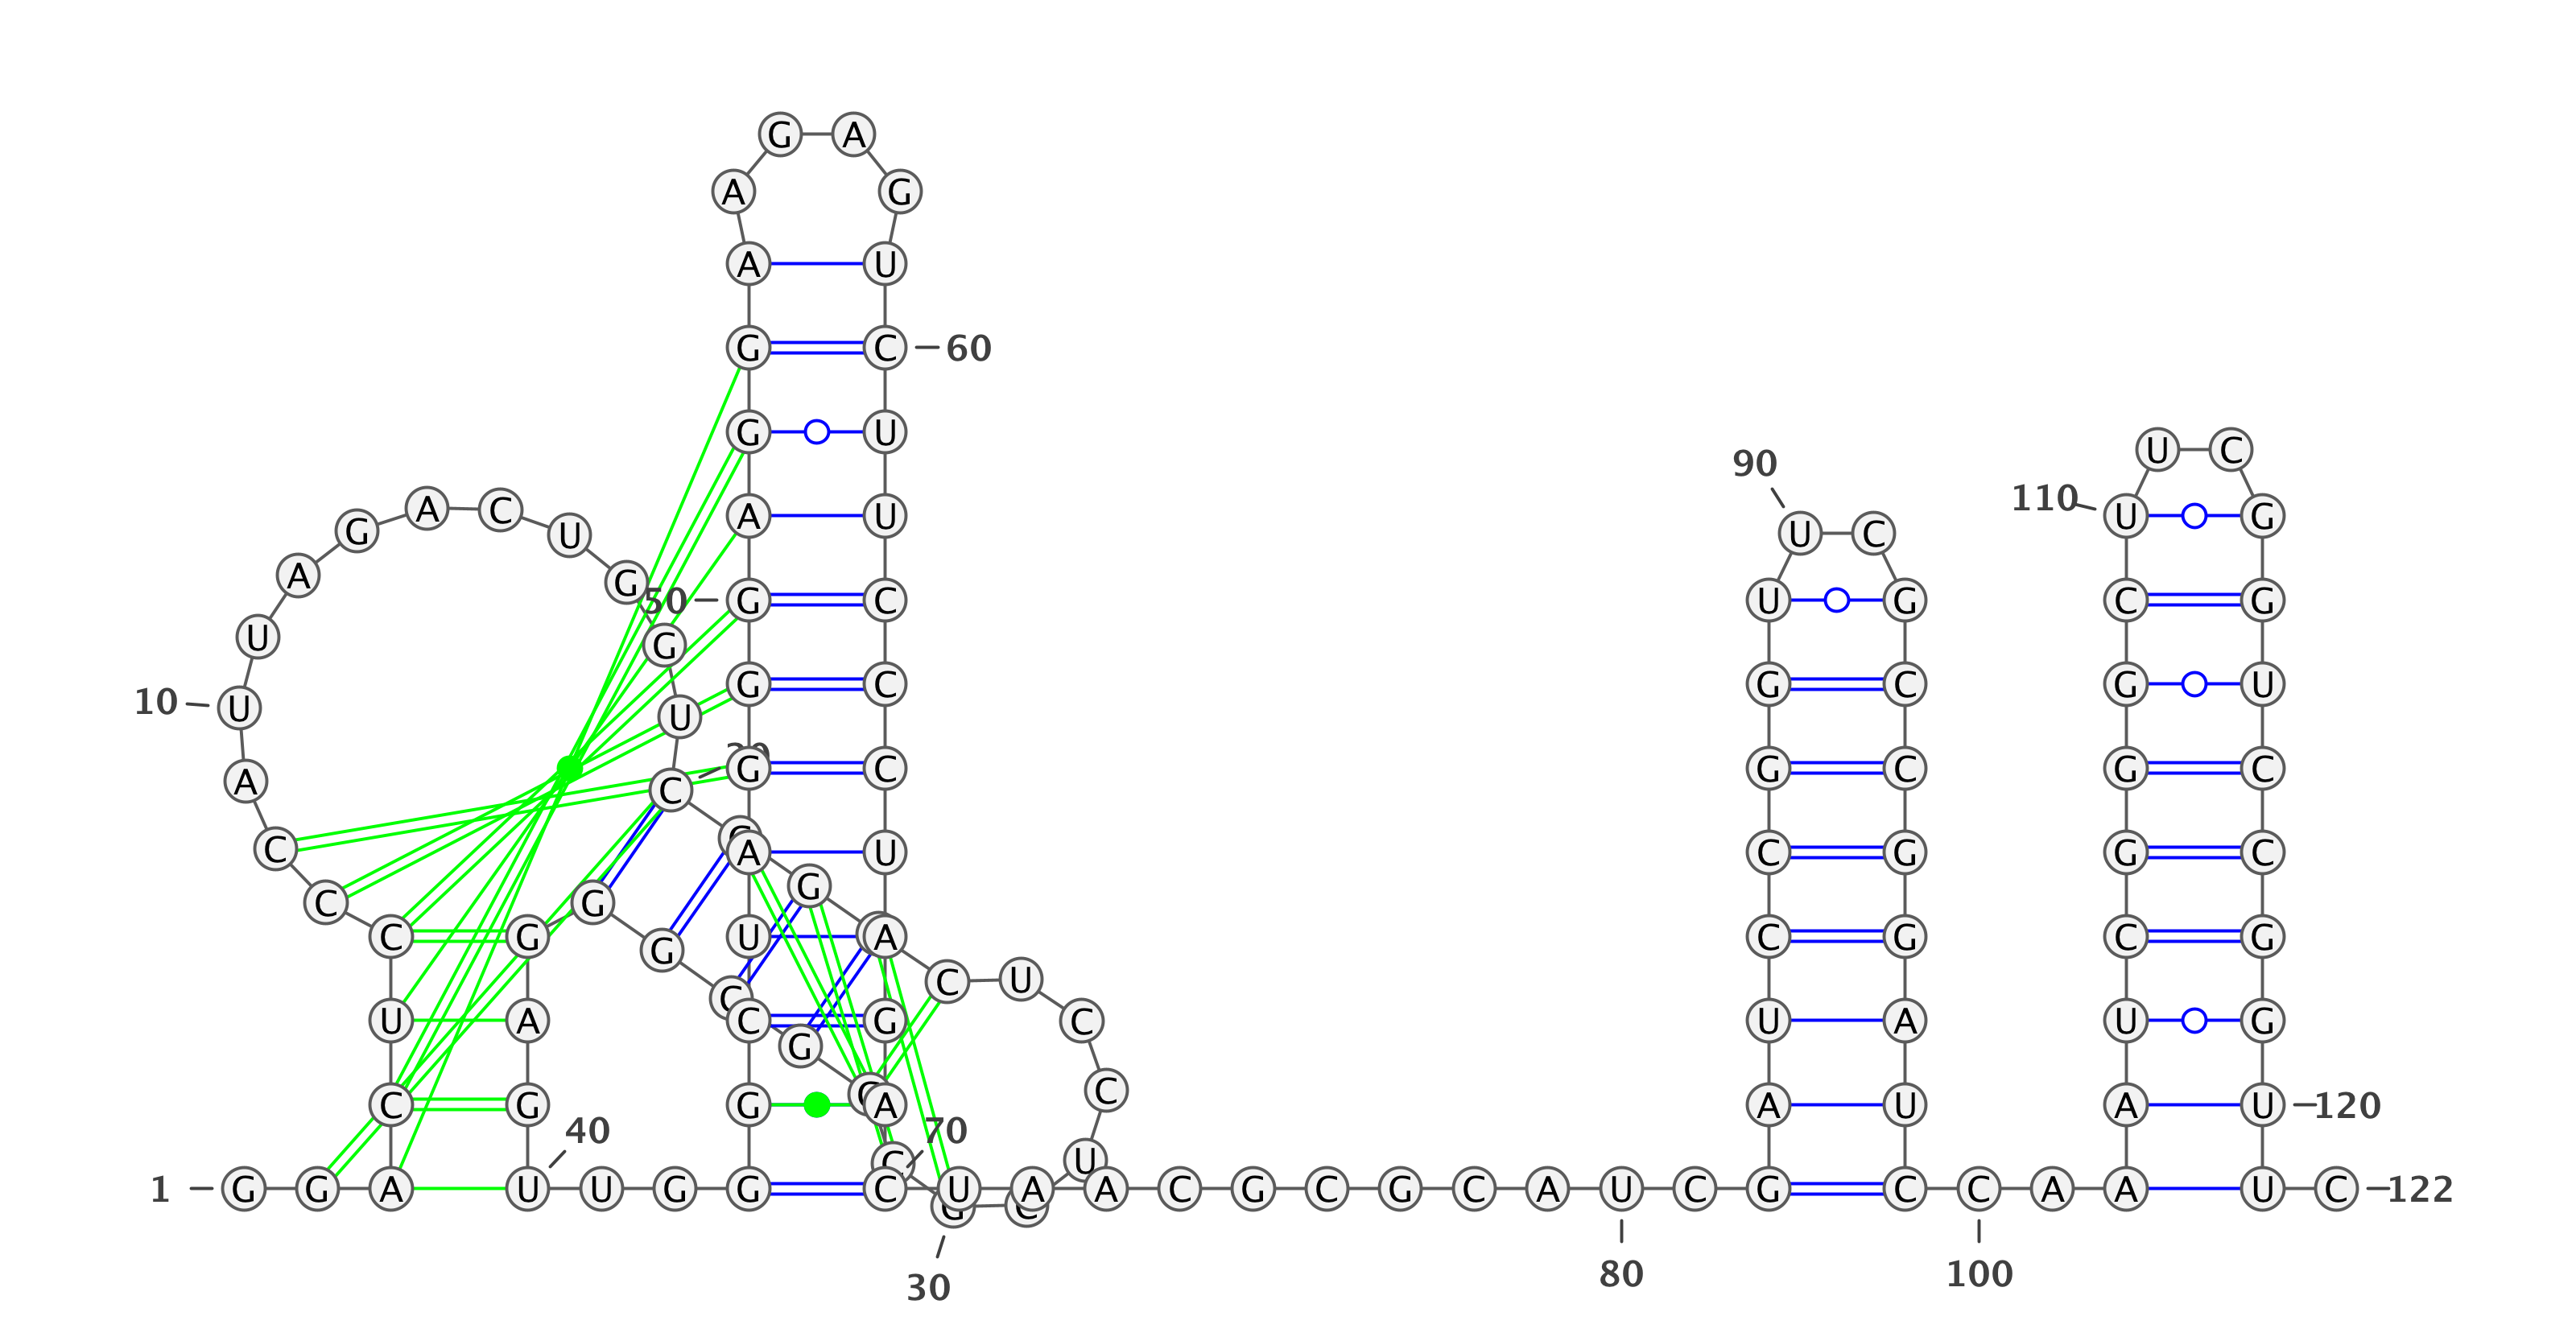 G A
A G
A U
G C 60
G U U C
90 110
G A C A U U G
U U C
A G 50 G C U G C G
U G
10 U U G C G C G U
A C G C G C G C
C A U C G G C
G
C G
C G G U A C G C G
C U
U A C G C U A U G
G
C
C G G A A U A U 120
40 70
C U
1 G G A U U G G C U A A C G C G C A U C G C C A A U C 122
G C
30 80 100